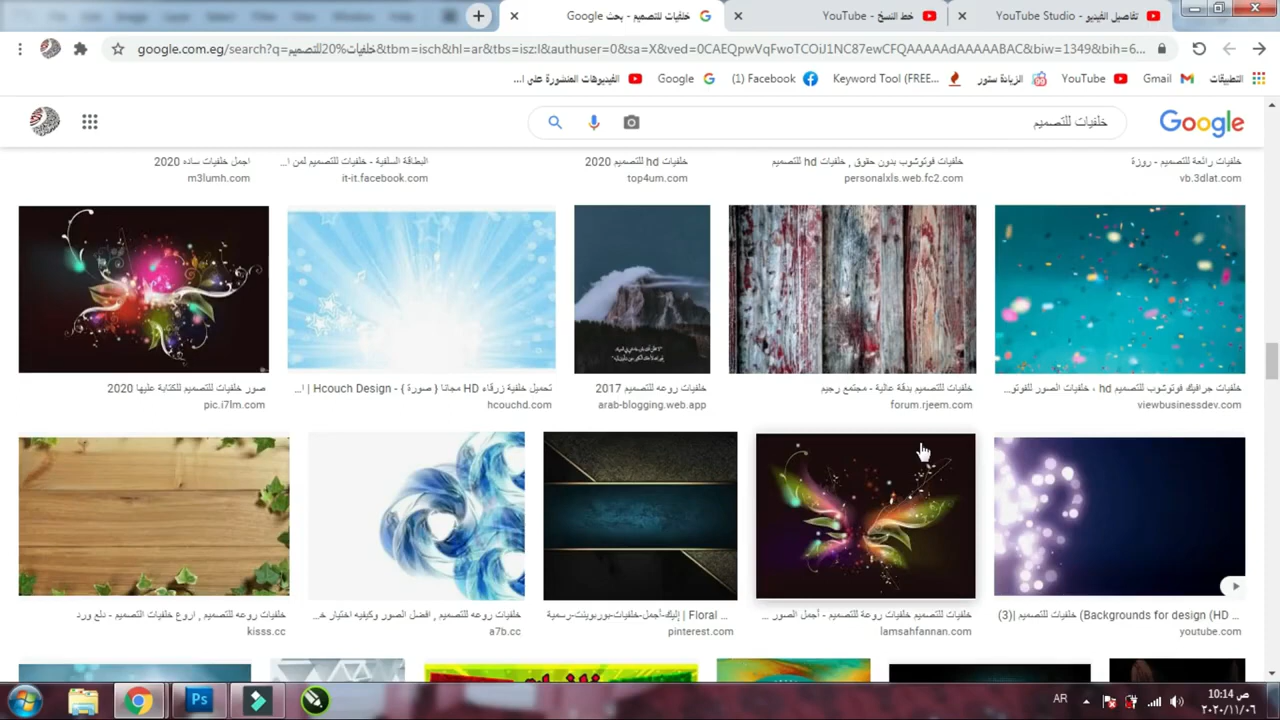 خلفيات للتصميم - بحث Google
خط النسخ - YouTube
تفاصيل الفيديو - YouTube Studio
google.com.eg/search?q=خلفيات%20للتصميم&tbm=isch&hl=ar&tbs=isz:l&authuser=0&sa=X&ved=0CAEQpwVqFwoTCOiJ1NC87ewCFQAAAAAdAAAAABAC&biw=1349&bih=6...
التطبيقات
Gmail
YouTube
الزيادة ستور
Keyword Tool (FREE...
(1) Facebook
Google
الفيديوهات المنشورة على ا...
Google
خلفيات للتصميم
خلفيات رائعة للتصميم - روزة
vb.3dlat.com
خلفيات فوتوشوب بدون حقوق , خلفيات hd للتصميم
personalxls.web.fc2.com
خلفيات hd للتصميم 2020
top4um.com
البطاقة السلفية - خلفيات للتصميم لمن ا...
it-it.facebook.com
اجمل خلفيات ساده 2020
m3lumh.com
خلفيات جرافيك فوتوشوب للتصميم hd - خلفيات الصور للفوتو...
viewbusinessdev.com
خلفيات للتصميم بدقة عالية - مجتمع رجيم
forum.rjeem.com
خلفيات روعه للتصميم 2017
arab-blogging.web.app
تحميل خلفية زرقاء HD مجانا ( صورة ) - Hcouch Design | ا...
hcouchd.com
صور خلفيات للتصميم للكتابة عليها 2020
pic.i7lm.com
خلفيات للتصميم |(3) (Backgrounds for design (HD ...
youtube.com
خلفيات للتصميم خلفيات روعة للتصميم - أجمل الصور ...
lamsahfannan.com
إليك-أجمل-خلفيات-بوربوينت-رسمية | Floral ...
pinterest.com
خلفيات روعه للتصميم , افضل الصور وكيفيه اختيار خ...
a7b.cc
خلفيات روعه للتصميم , اروع خلفيات التصميم - دلع ورد
kisss.cc
Ps
AR
10:14 ص
٢٠٢٠/١١/٠٦